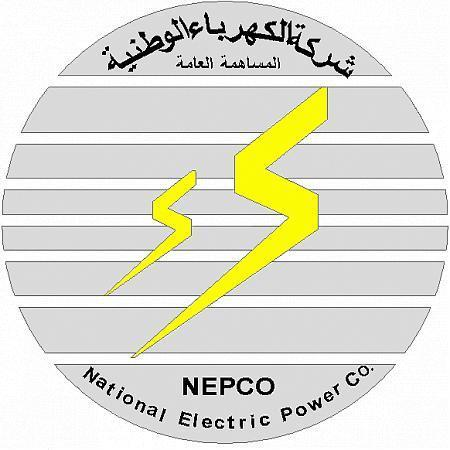 شركة الكهرباء الوطنية
المساهمة العامة
NEPCO
National Electric Power Co.